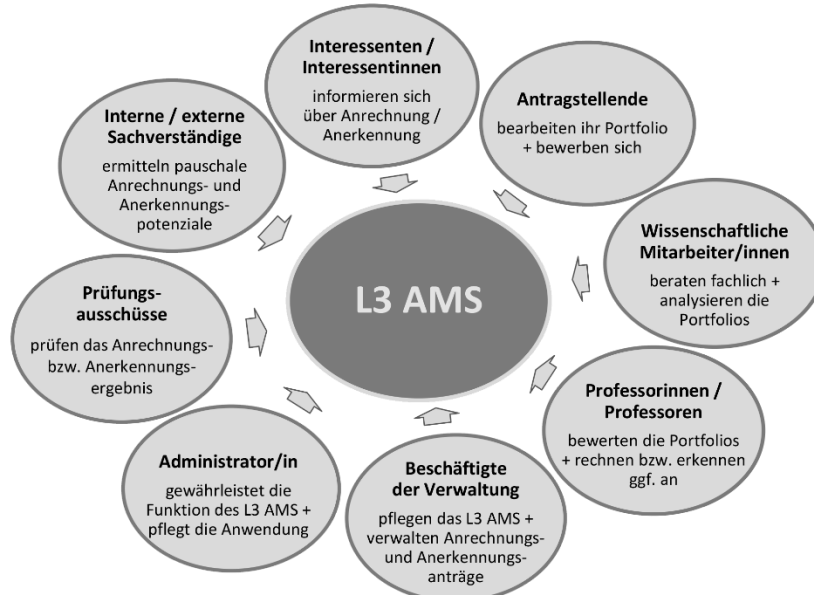 Interessenten /
Interessentinnen
informieren sich
über Anrechnung /
Anerkennung
Antragstellende
bearbeiten ihr Portfolio
+ bewerben sich
Wissenschaftliche
Mitarbeiter/innen
beraten fachlich +
analysieren die
Portfolios
Professorinnen /
Professoren
bewerten die Portfolios
+ rechnen bzw. erkennen
ggf. an
Beschäftigte
der Verwaltung
pflegen das L3 AMS +
verwalten Anrechnungs-
und Anerkennungs-
anträge
Administrator/in
gewährleistet die
Funktion des L3 AMS +
pflegt die Anwendung
Prüfungs-
ausschüsse
prüfen das Anrechnungs-
bzw. Anerkennungs-
ergebnis
Interne / externe
Sachverständige
ermitteln pauschale
Anrechnungs- und
Anerkennungs-
potenziale
L3 AMS